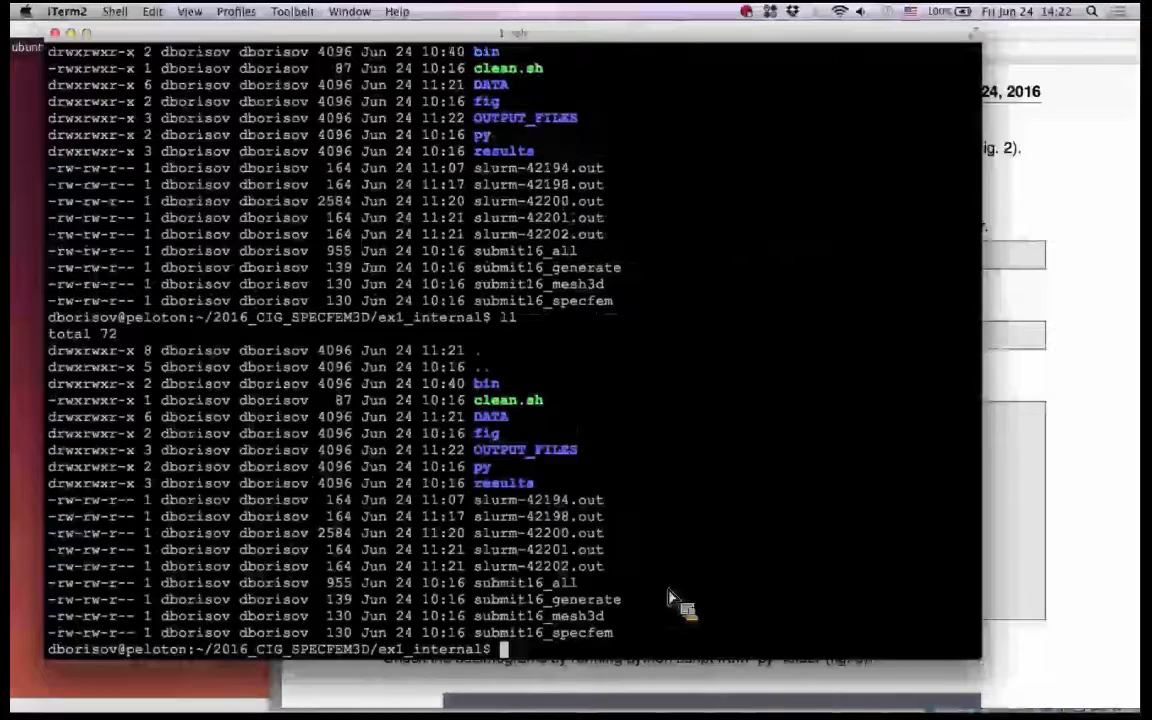 iTerm2 Shell Edit View Profiles Toolbelt Window Help 100% Fri Jun 24 14:22
ubunt
24, 2016
drwxrwxr-x 2 dborisov dborisov 4096 Jun 24 10:40 bin
-rwxrwxr-x 1 dborisov dborisov 87 Jun 24 10:16 clean.sh
drwxrwxr-x 6 dborisov dborisov 4096 Jun 24 11:21 DATA
drwxrwxr-x 2 dborisov dborisov 4096 Jun 24 10:16 fig
drwxrwxr-x 3 dborisov dborisov 4096 Jun 24 11:22 OUTPUT_FILES
drwxrwxr-x 2 dborisov dborisov 4096 Jun 24 10:16 py
ig. 2).
drwxrwxr-x 3 dborisov dborisov 4096 Jun 24 10:16 results
-rw-rw-r-- 1 dborisov dborisov 164 Jun 24 11:07 slurm-42194.out
-rw-rw-r-- 1 dborisov dborisov 164 Jun 24 11:17 slurm-42198.out
-rw-rw-r-- 1 dborisov dborisov 2584 Jun 24 11:20 slurm-42200.out
-rw-rw-r-- 1 dborisov dborisov 164 Jun 24 11:21 slurm-42201.out
-rw-rw-r-- 1 dborisov dborisov 164 Jun 24 11:21 slurm-42202.out
-rw-rw-r-- 1 dborisov dborisov 955 Jun 24 10:16 submit16_all
-rw-rw-r-- 1 dborisov dborisov 139 Jun 24 10:16 submit16_generate
-rw-rw-r-- 1 dborisov dborisov 130 Jun 24 10:16 submit16_mesh3d
-rw-rw-r-- 1 dborisov dborisov 130 Jun 24 10:16 submit16_specfem
dborisov@peloton:~/2016_CIG_SPECFEM3D/ex1_internal$ ll
total 72
drwxrwxr-x 8 dborisov dborisov 4096 Jun 24 11:21 .
drwxrwxr-x 5 dborisov dborisov 4096 Jun 24 10:16 ..
drwxrwxr-x 2 dborisov dborisov 4096 Jun 24 10:40 bin
-rwxrwxr-x 1 dborisov dborisov 87 Jun 24 10:16 clean.sh
drwxrwxr-x 6 dborisov dborisov 4096 Jun 24 11:21 DATA
drwxrwxr-x 2 dborisov dborisov 4096 Jun 24 10:16 fig
drwxrwxr-x 3 dborisov dborisov 4096 Jun 24 11:22 OUTPUT_FILES
drwxrwxr-x 2 dborisov dborisov 4096 Jun 24 10:16 py
drwxrwxr-x 3 dborisov dborisov 4096 Jun 24 10:16 results
-rw-rw-r-- 1 dborisov dborisov 164 Jun 24 11:07 slurm-42194.out
-rw-rw-r-- 1 dborisov dborisov 164 Jun 24 11:17 slurm-42198.out
-rw-rw-r-- 1 dborisov dborisov 2584 Jun 24 11:20 slurm-42200.out
-rw-rw-r-- 1 dborisov dborisov 164 Jun 24 11:21 slurm-42201.out
-rw-rw-r-- 1 dborisov dborisov 164 Jun 24 11:21 slurm-42202.out
-rw-rw-r-- 1 dborisov dborisov 955 Jun 24 10:16 submit16_all
-rw-rw-r-- 1 dborisov dborisov 139 Jun 24 10:16 submit16_generate
-rw-rw-r-- 1 dborisov dborisov 130 Jun 24 10:16 submit16_mesh3d
-rw-rw-r-- 1 dborisov dborisov 130 Jun 24 10:16 submit16_specfem
dborisov@peloton:~/2016_CIG_SPECFEM3D/ex1_internal$